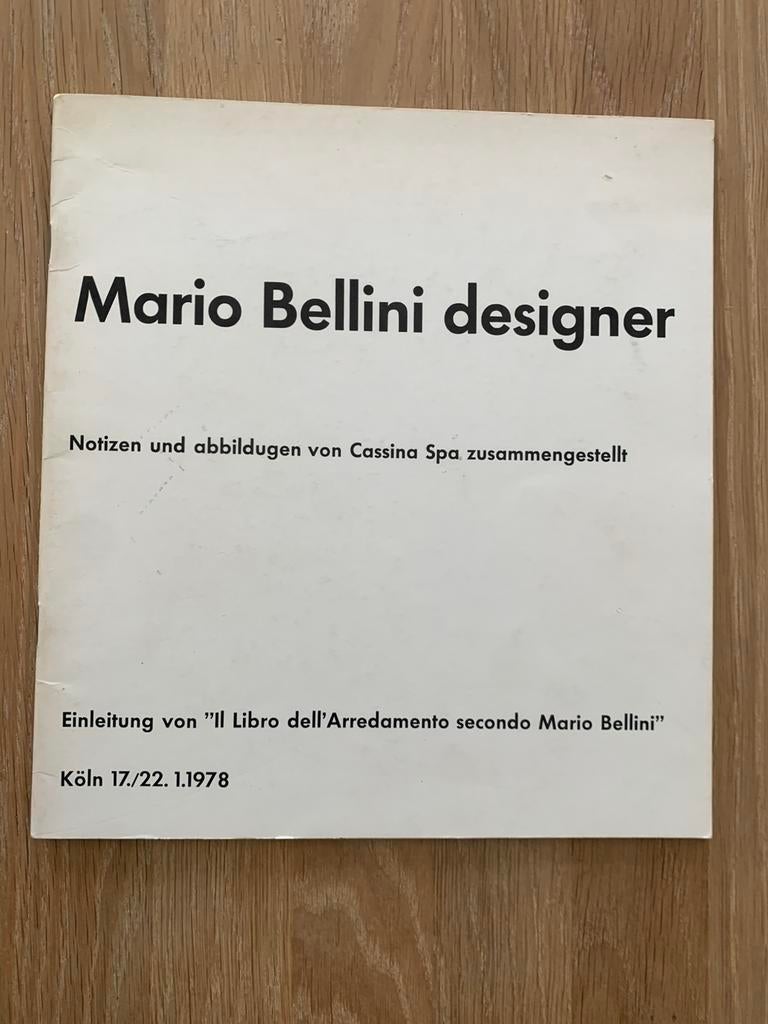 Mario Bellini designer
Notizen und abbildugen von Cassina Spa zusammengestellt
Einleitung von "Il Libro dell'Arredamento secondo Mario Bellini"
Köln 17./22. 1.1978